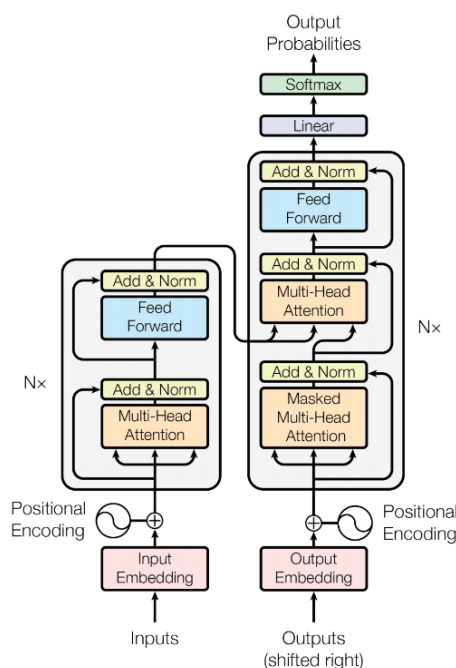 Output
Probabilities
Softmax
Linear
Add & Norm
Feed
Forward
Add & Norm
Multi-Head
Attention
Add & Norm
Masked
Multi-Head
Attention
N×
Add & Norm
Feed
Forward
N×
Add & Norm
Multi-Head
Attention
Positional
Encoding
Positional
Encoding
Input
Embedding
Output
Embedding
Inputs
Outputs
(shifted right)